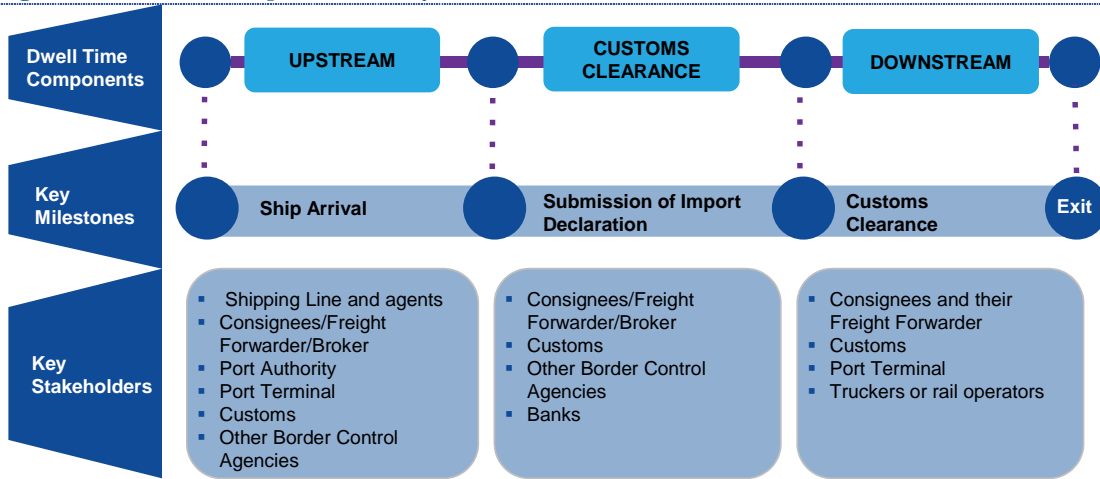 Dwell Time
Components
UPSTREAM
CUSTOMS
CLEARANCE
DOWNSTREAM
Key
Milestones
Ship Arrival
Submission of Import
Declaration
Customs
Clearance
Exit
Key
Stakeholders
▪ Shipping Line and agents
▪ Consignees/Freight
Forwarder/Broker
▪ Port Authority
▪ Port Terminal
▪ Customs
▪ Other Border Control
Agencies
▪ Consignees/Freight
Forwarder/Broker
▪ Customs
▪ Other Border Control
Agencies
▪ Banks
▪ Consignees and their
Freight Forwarder
▪ Customs
▪ Port Terminal
▪ Truckers or rail operators